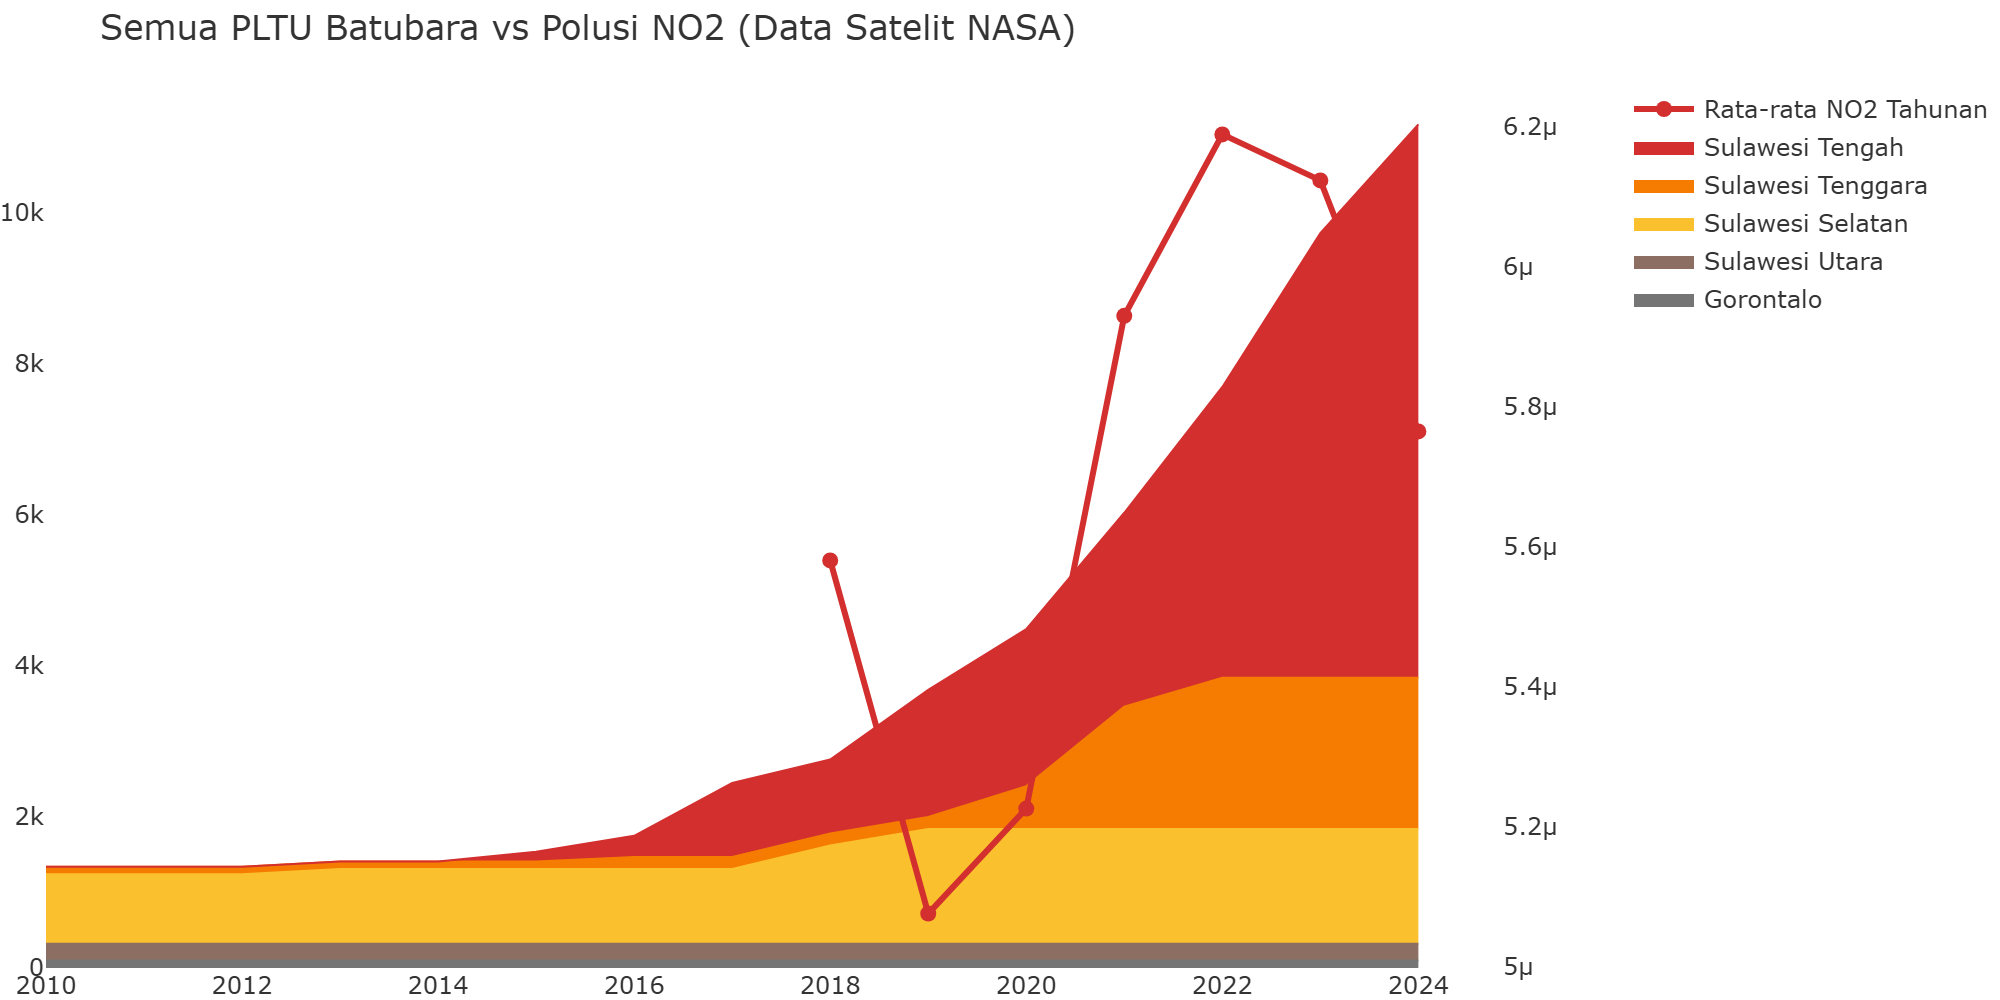 Semua PLTU Batubara vs Polusi NO2 (Data Satelit NASA)
Rata-rata NO2 Tahunan
Sulawesi Tengah
Sulawesi Tenggara
Sulawesi Selatan
Sulawesi Utara
Gorontalo
10k
8k
6k
4k
2k
0
6.2μ
6μ
5.8μ
5.6μ
5.4μ
5.2μ
5μ
2010 2012 2014 2016 2018 2020 2022 2024